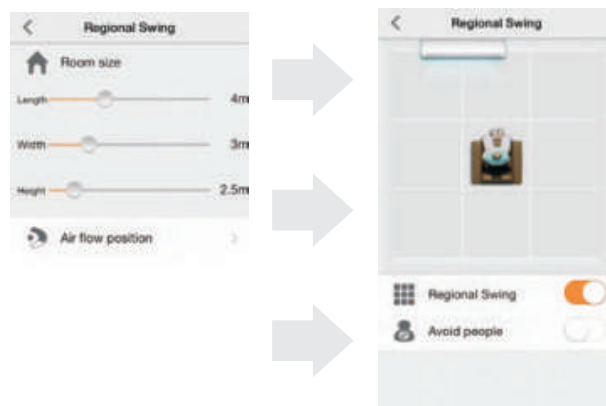 Regional Swing
Room size
Length 4m
Width 3m
Height 2.5m
Air flow position
Regional Swing
Regional Swing
Avoid people